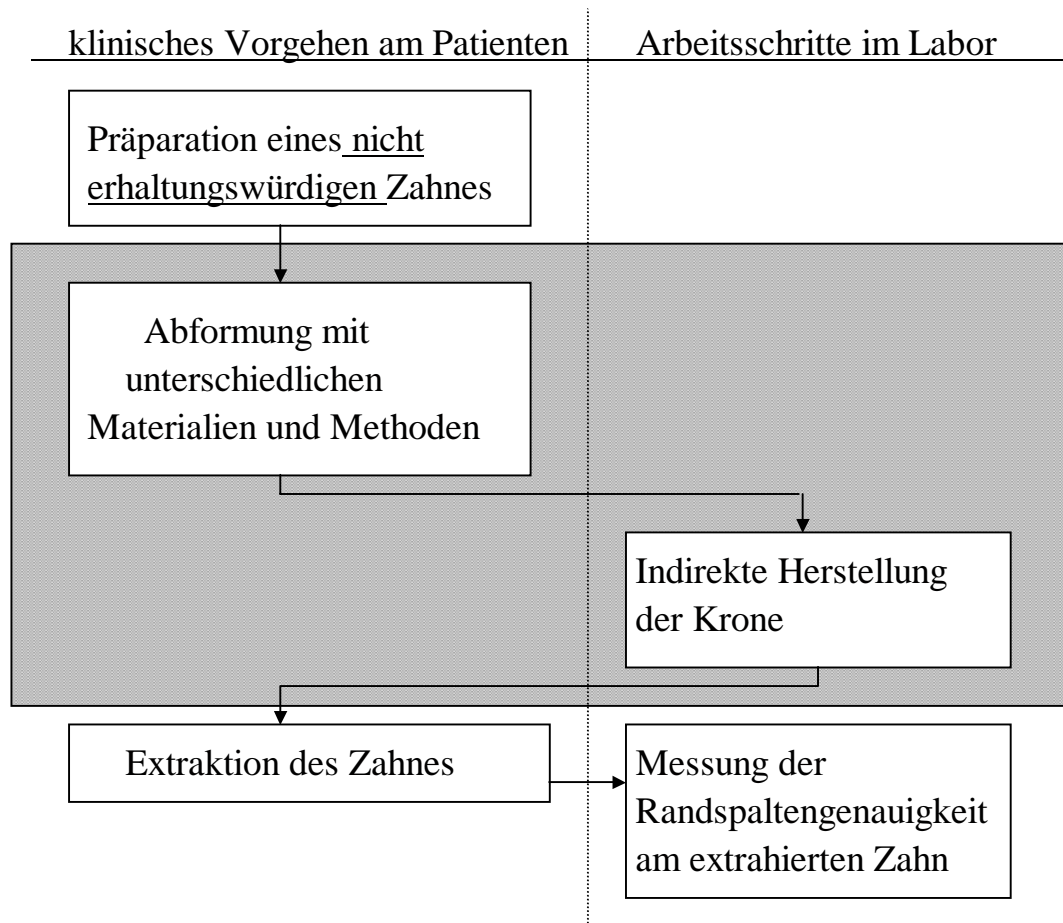 klinisches Vorgehen am Patienten
Arbeitsschritte im Labor
Präparation eines nicht
erhaltungswürdigen Zahnes
Abformung mit
unterschiedlichen
Materialien und Methoden
Indirekte Herstellung
der Krone
Extraktion des Zahnes
Messung der
Randspaltengenauigkeit
am extrahierten Zahn